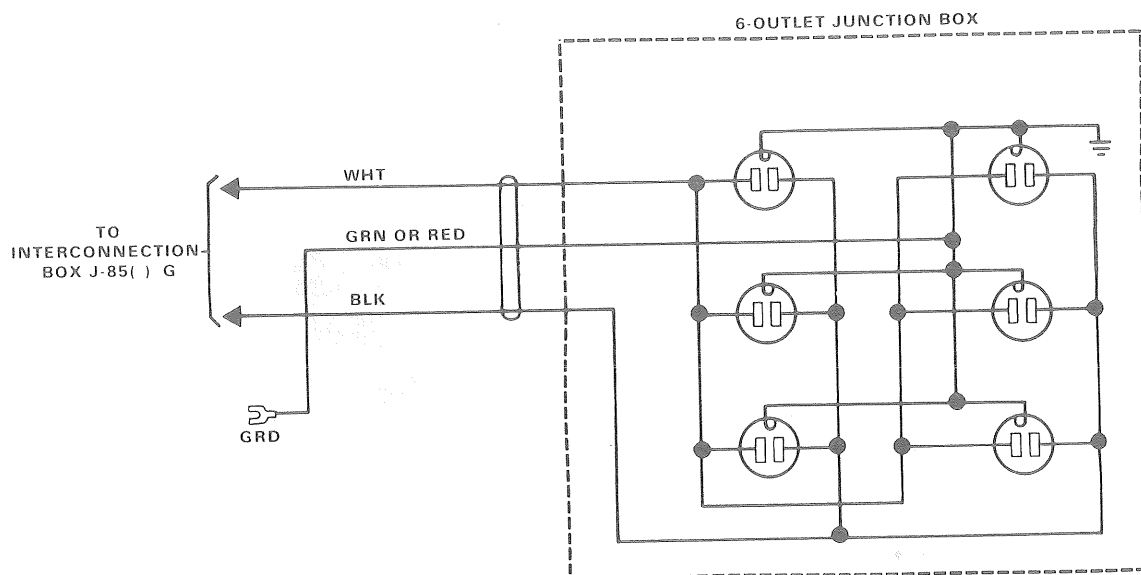 6-OUTLET JUNCTION BOX
WHT
TO
INTERCONNECTION
BOX J-85( ) G
GRN OR RED
BLK
GRD